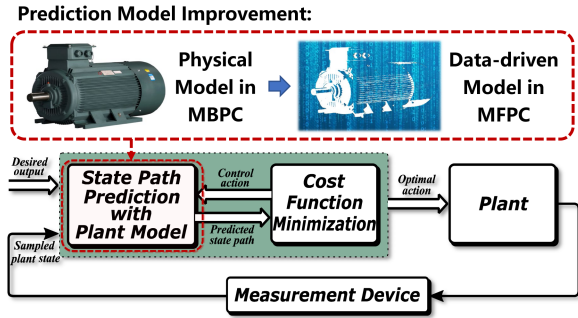 Prediction Model Improvement:
Physical
Model in
MBPC
Data-driven
Model in
MFPC
Desired
output
State Path
Prediction
with
Plant Model
Control
action
Predicted
state path
Cost
Function
Minimization
Optimal
action
Plant
Sampled
plant state
Measurement Device